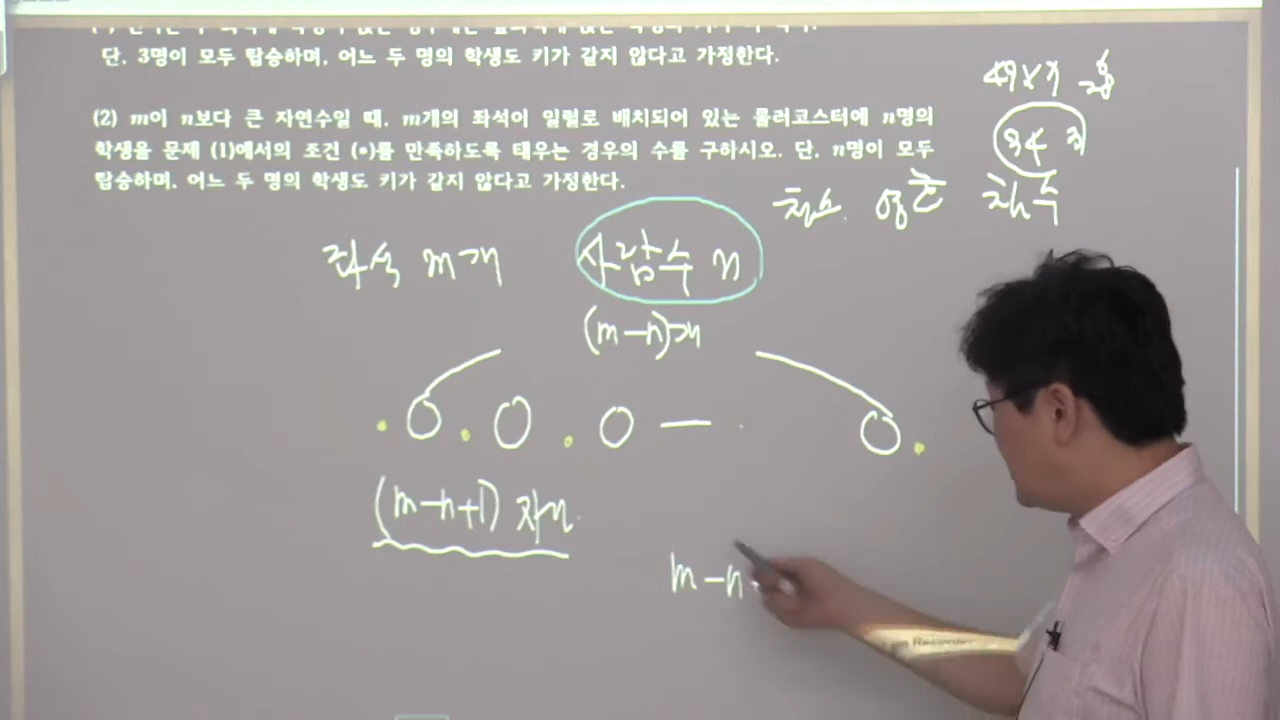 단, 3명이 모두 탑승하며, 어느 두 명의 학생도 키가 같지 않다고 가정한다.
(2) m이 n보다 큰 자연수일 때, m개의 좌석이 일렬로 배치되어 있는 롤러코스터에 n명의
학생을 문제 (1)에서의 조건 (*)를 만족하도록 태우는 경우의 수를 구하시오. 단, n명이 모두
탑승하며, 어느 두 명의 학생도 키가 같지 않다고 가정한다.
좌석 m개 사람수 n
(m-n)개
(m-n+1) 자리
m-n